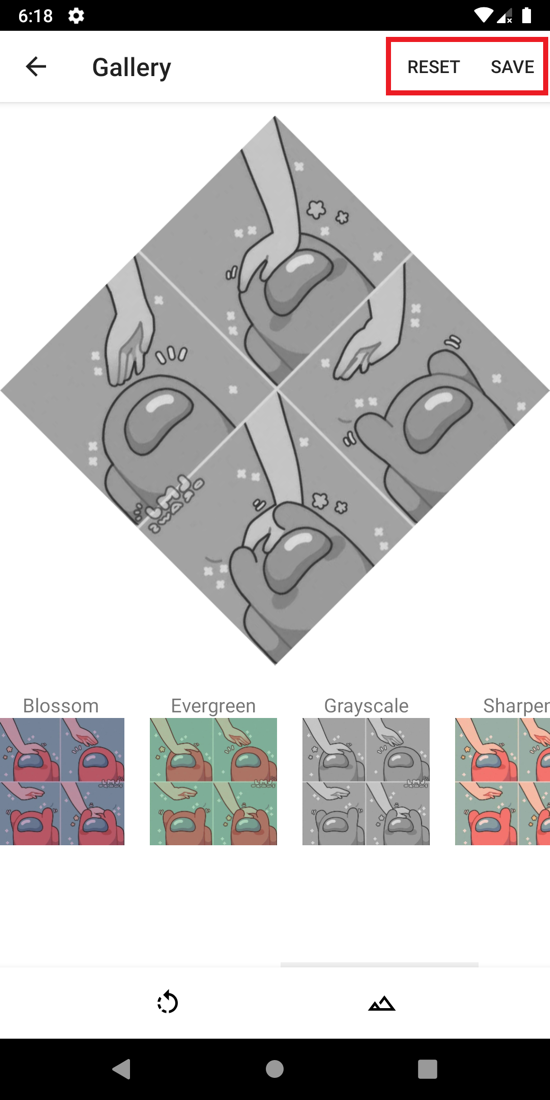 6:18
Gallery
RESET SAVE
Blossom Evergreen Grayscale Sharpen